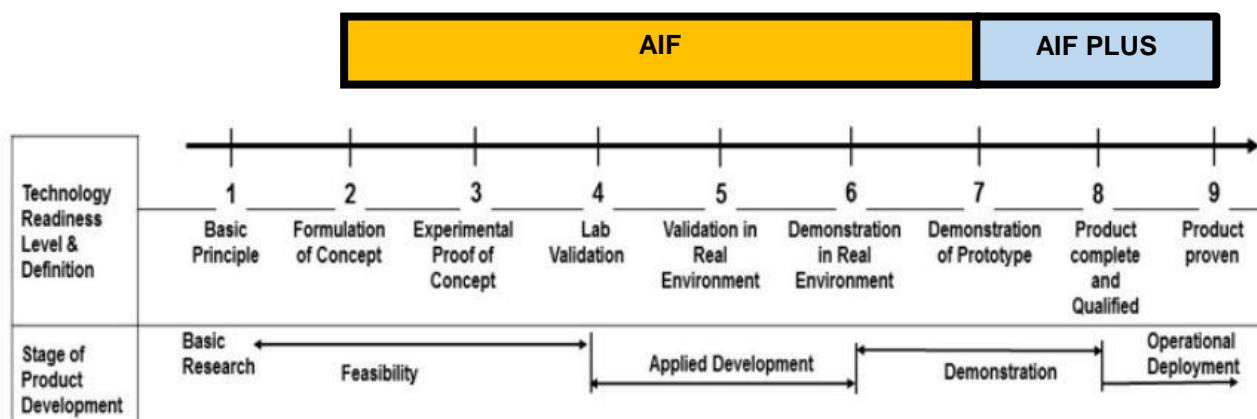 AIF
AIF PLUS
Technology
Readiness
Level &
Definition
1
2
3
4
5
6
7
8
9
Basic
Principle
Formulation
of Concept
Experimental
Proof of
Concept
Lab
Validation
Validation in
Real
Environment
Demonstration
in Real
Environment
Demonstration
of Prototype
Product
complete
and
Qualified
Product
proven
Stage of
Product
Development
Basic
Research
Feasibility
Applied Development
Demonstration
Operational
Deployment